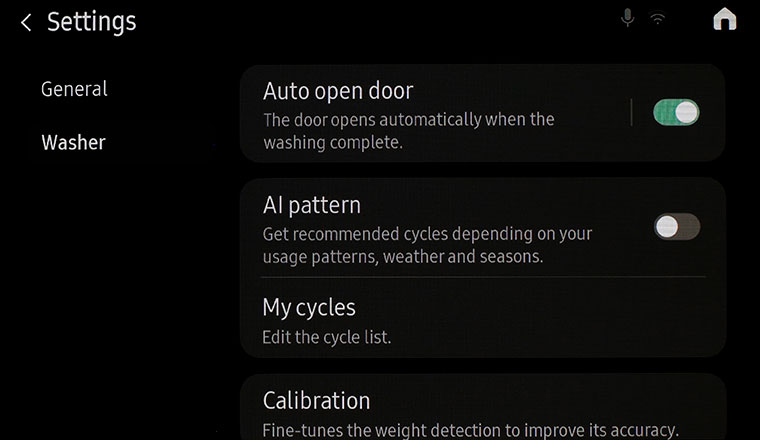 Settings
General
Washer
Auto open door
The door opens automatically when the
washing complete.
AI pattern
Get recommended cycles depending on your
usage patterns, weather and seasons.
My cycles
Edit the cycle list.
Calibration
Fine-tunes the weight detection to improve its accuracy.